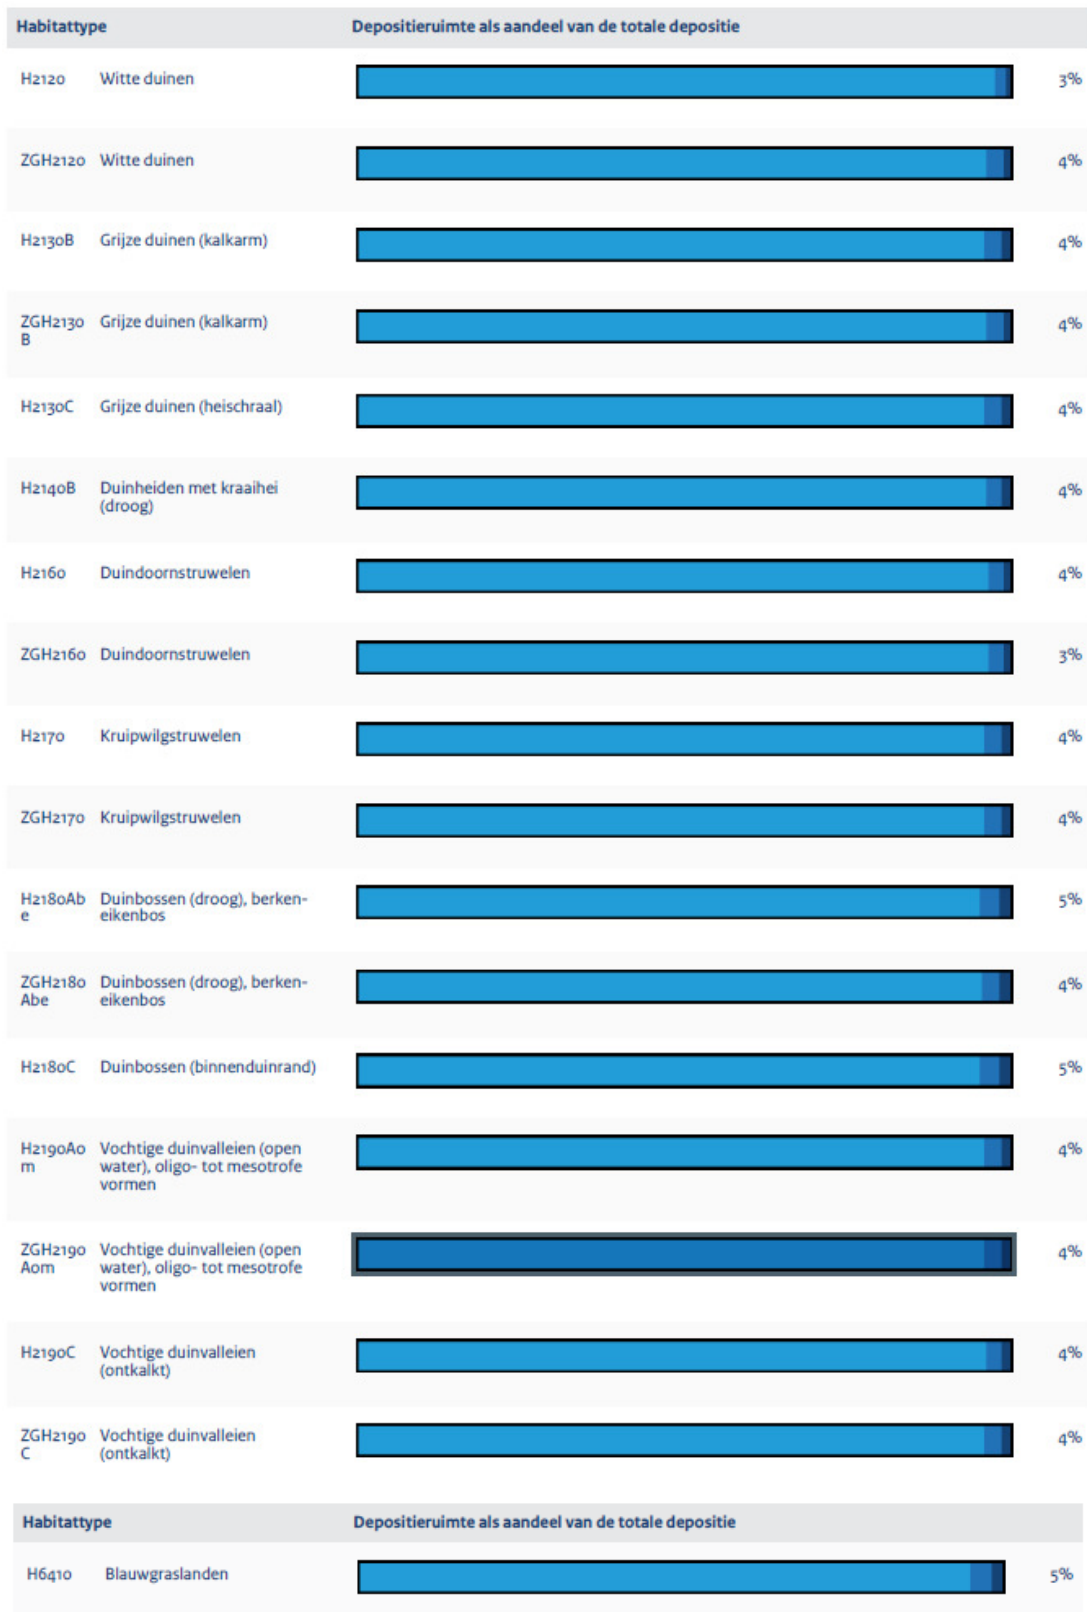 Habitattype Depositieruimte als aandeel van de totale depositie
H2120 Witte duinen 3%
ZGH2120 Witte duinen 4%
H2130B Grijze duinen (kalkarm) 4%
ZGH2130 Grijze duinen (kalkarm) 4%
B
H2130C Grijze duinen (heischraal) 4%
H2140B Duinheiden met kraaihei 4%
(droog)
H2160 Duindoornstruwelen 4%
ZGH2160 Duindoornstruwelen 3%
H2170 Kruipwilgstruwelen 4%
ZGH2170 Kruipwilgstruwelen 4%
H2180Ab Duinbossen (droog), berken- 5%
e eikenbos
ZGH2180 Duinbossen (droog), berken- 4%
Abe eikenbos
H2180C Duinbossen (binnenduinrand) 5%
H2190Ao Vochtige duinvalleien (open 4%
m water), oligo- tot mesotrofe
vormen
ZGH2190 Vochtige duinvalleien (open 4%
Aom water), oligo- tot mesotrofe
vormen
H2190C Vochtige duinvalleien 4%
(ontkalkt)
ZGH2190 Vochtige duinvalleien 4%
C (ontkalkt)
Habitattype Depositieruimte als aandeel van de totale depositie
H6410 Blauwgraslanden 5%